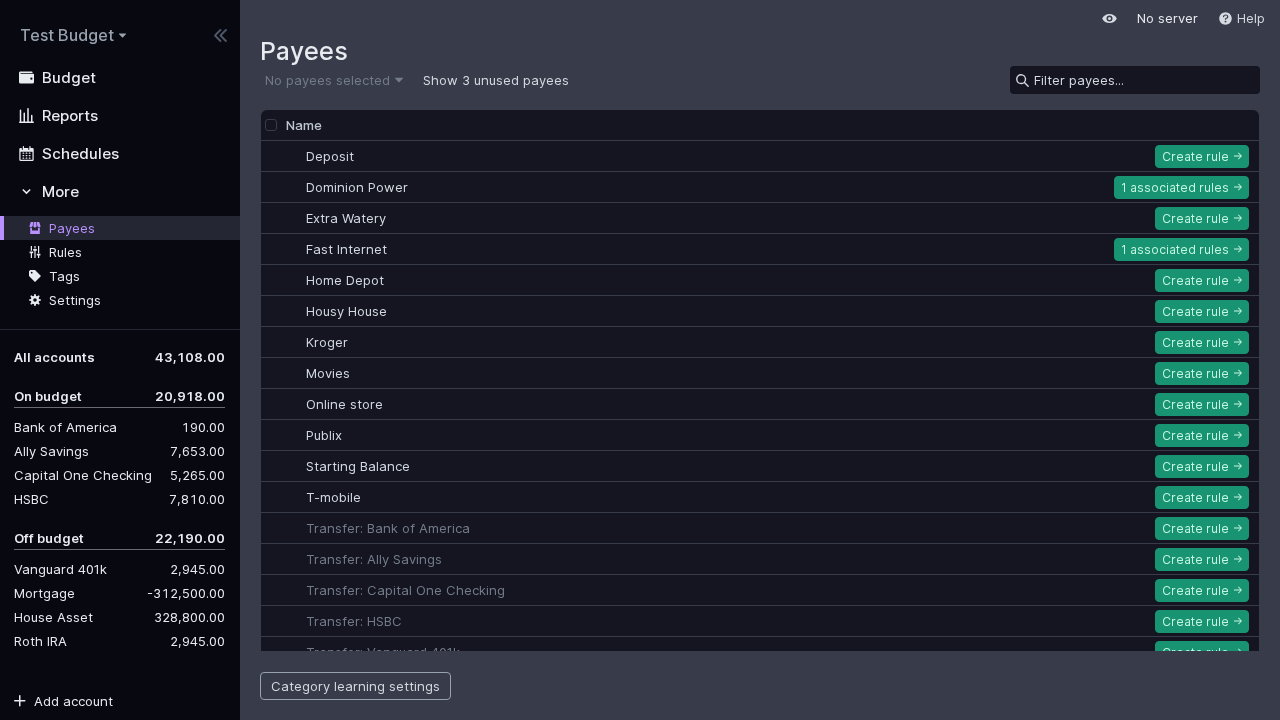 Test Budget
Budget
Reports
Schedules
More
Payees
Rules
Tags
Settings
All accounts 43,108.00
On budget 20,918.00
Bank of America 190.00
Ally Savings 7,653.00
Capital One Checking 5,265.00
HSBC 7,810.00
Off budget 22,190.00
Vanguard 401k 2,945.00
Mortgage -312,500.00
House Asset 328,800.00
Roth IRA 2,945.00
Add account
No server Help
Payees
No payees selected Show 3 unused payees Filter payees...
Name
Deposit Create rule
Dominion Power 1 associated rules
Extra Watery Create rule
Fast Internet 1 associated rules
Home Depot Create rule
Housy House Create rule
Kroger Create rule
Movies Create rule
Online store Create rule
Publix Create rule
Starting Balance Create rule
T-mobile Create rule
Transfer: Bank of America Create rule
Transfer: Ally Savings Create rule
Transfer: Capital One Checking Create rule
Transfer: HSBC Create rule
Transfer: Vanguard 401k Create rule
Category learning settings